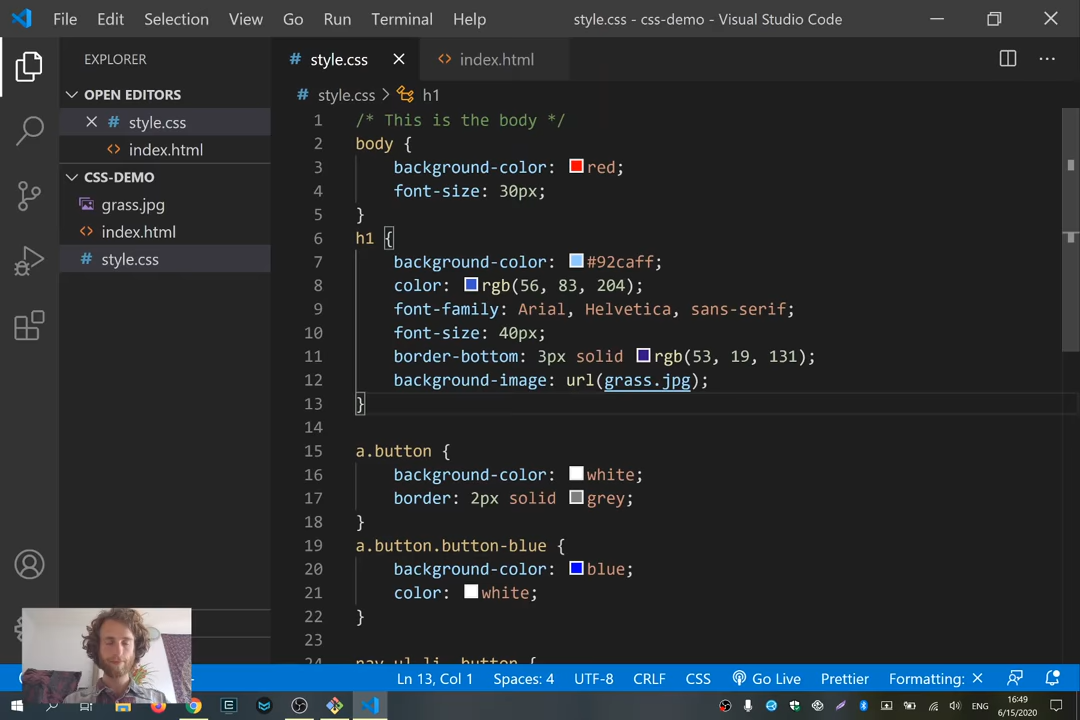 File Edit Selection View Go Run Terminal Help style.css - css-demo - Visual Studio Code
EXPLORER
OPEN EDITORS
# style.css
<> index.html
CSS-DEMO
grass.jpg
<> index.html
# style.css
# style.css <> index.html
# style.css > h1
1 /* This is the body */
2 body {
3 background-color: red;
4 font-size: 30px;
5 }
6 h1 {
7 background-color: #92caff;
8 color: rgb(56, 83, 204);
9 font-family: Arial, Helvetica, sans-serif;
10 font-size: 40px;
11 border-bottom: 3px solid rgb(53, 19, 131);
12 background-image: url(grass.jpg);
13 }
14
15 a.button {
16 background-color: white;
17 border: 2px solid grey;
18 }
19 a.button.button-blue {
20 background-color: blue;
21 color: white;
22 }
23
24
Ln 13, Col 1 Spaces: 4 UTF-8 CRLF CSS Go Live Prettier Formatting: ×
ENG 16:49
6/15/2020